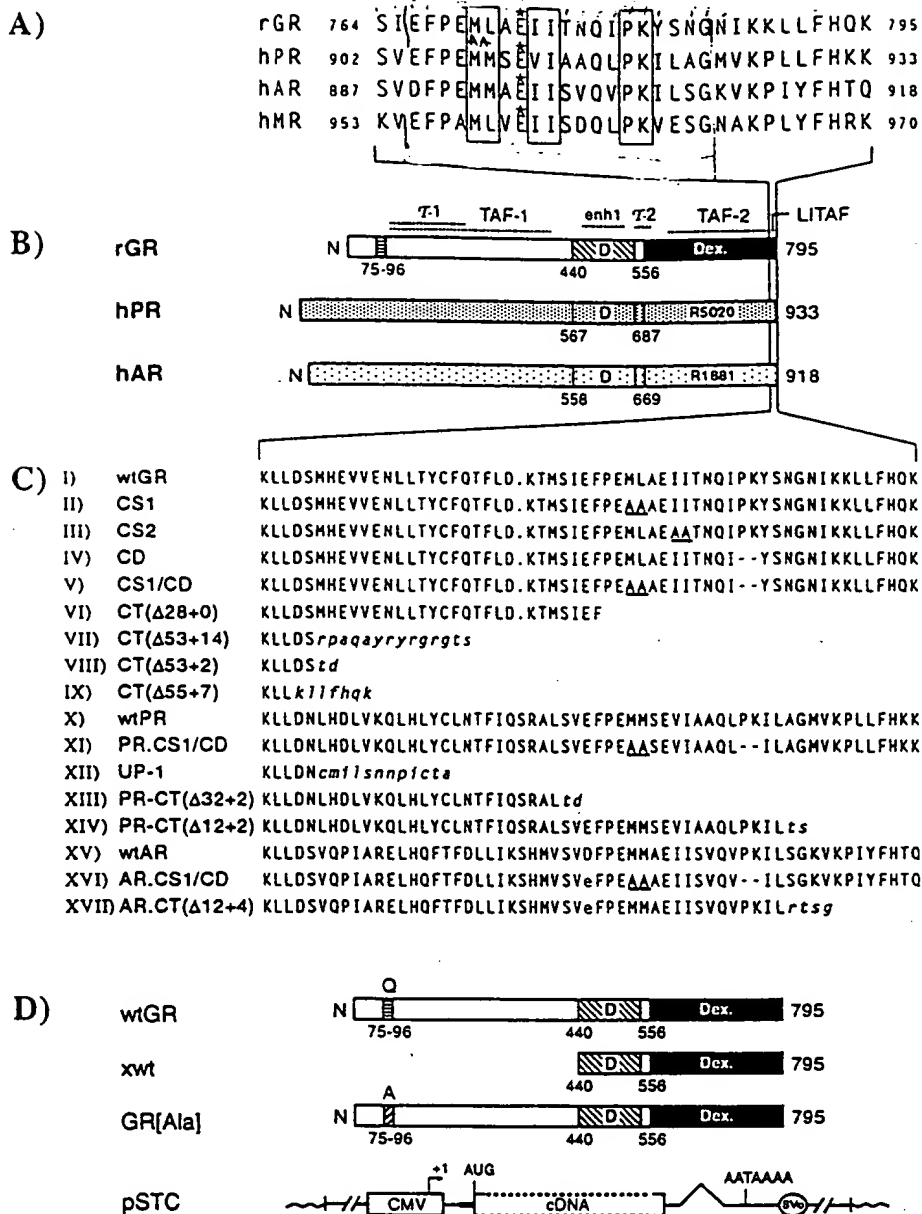 A)
rGR 764 SIEFPEMLAEIITNQIPKYSNGNIKKLLFHQK 795
AA
hPR 902 SVEFPEMMSEVIAAQLPKILAGMVKPLLFHKK 933
hAR 887 SVDFPEMMAEIISVQVPKILSGKVKPIYFHTQ 918
hMR 953 KVEFPAMLVEIISDQLPKVESGNAKPLYFHRK 970
τ-1 TAF-1 enh1 τ-2 TAF-2 LITAF
B) rGR N D Dex. 795
75-96 440 556
hPR N D R5020 933
567 687
hAR N D R1881 918
558 669
C) I) wtGR KLLDSMHEVVENLLTYCFQTFLD.KTMSIEFPEMLAEIITNQIPKYSNGNIKKLLFHQK
II) CS1 KLLDSMHEVVENLLTYCFQTFLD.KTMSIEFPEAAAEIITNQIPKYSNGNIKKLLFHQK
III) CS2 KLLDSMHEVVENLLTYCFQTFLD.KTMSIEFPEMLAEAATNQIPKYSNGNIKKLLFHQK
IV) CD KLLDSMHEVVENLLTYCFQTFLD.KTMSIEFPEMLAEIITNQI--YSNGNIKKLLFHQK
V) CS1/CD KLLDSMHEVVENLLTYCFQTFLD.KTMSIEFPEAAAEIITNQI--YSNGNIKKLLFHQK
VI) CT(Δ28+0) KLLDSMHEVVENLLTYCFQTFLD.KTMSIEF
VII) CT(Δ53+14) KLLDSrpaqayryrgrgts
VIII) CT(Δ53+2) KLLDStd
IX) CT(Δ55+7) KLLkllfhqk
X) wtPR KLLDNLHDLVKQLHLYCLNTFIQSRALSVEFPEMMSEVIAAQLPKILAGMVKPLLFHKK
XI) PR.CS1/CD KLLDNLHDLVKQLHLYCLNTFIQSRALSVEFPEAASEVIAAQL--ILAGMVKPLLFHKK
XII) UP-1 KLLDNcmilsnnpicta
XIII) PR-CT(Δ32+2) KLLDNLHDLVKQLHLYCLNTFIQSRALtd
XIV) PR-CT(Δ12+2) KLLDNLHDLVKQLHLYCLNTFIQSRALSVEFPEMMSEVIAAQLPKILts
XV) wtAR KLLDSVQPIARELHQFTFDLLIKSHMVSVDFPEMMAEIISVQVPKILSGKVKPIYFHTQ
XVI) AR.CS1/CD KLLDSVQPIARELHQFTFDLLIKSHMVSVeFPEAAAEIISVQV--ILSGKVKPIYFHTQ
XVII) AR.CT(Δ12+4) KLLDSVQPIARELHQFTFDLLIKSHMVSVeFPEMMAEIISVQVPKILrtsg
D) Q
wtGR N D Dex. 795
75-96 440 556
xwt D Dex. 795
440 556
A
GR[Ala] N D Dex. 795
75-96 440 556
+1 AUG AATAAAA
pSTC CMV cDNA SVo